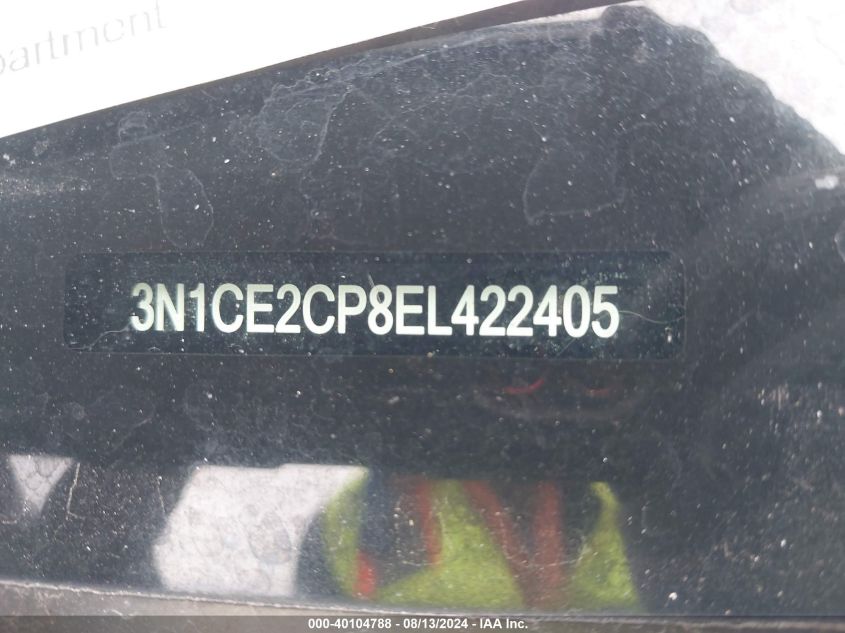 partment
3N1CE2CP8EL422405
000-40104788 - 08/13/2024 - IAA Inc.